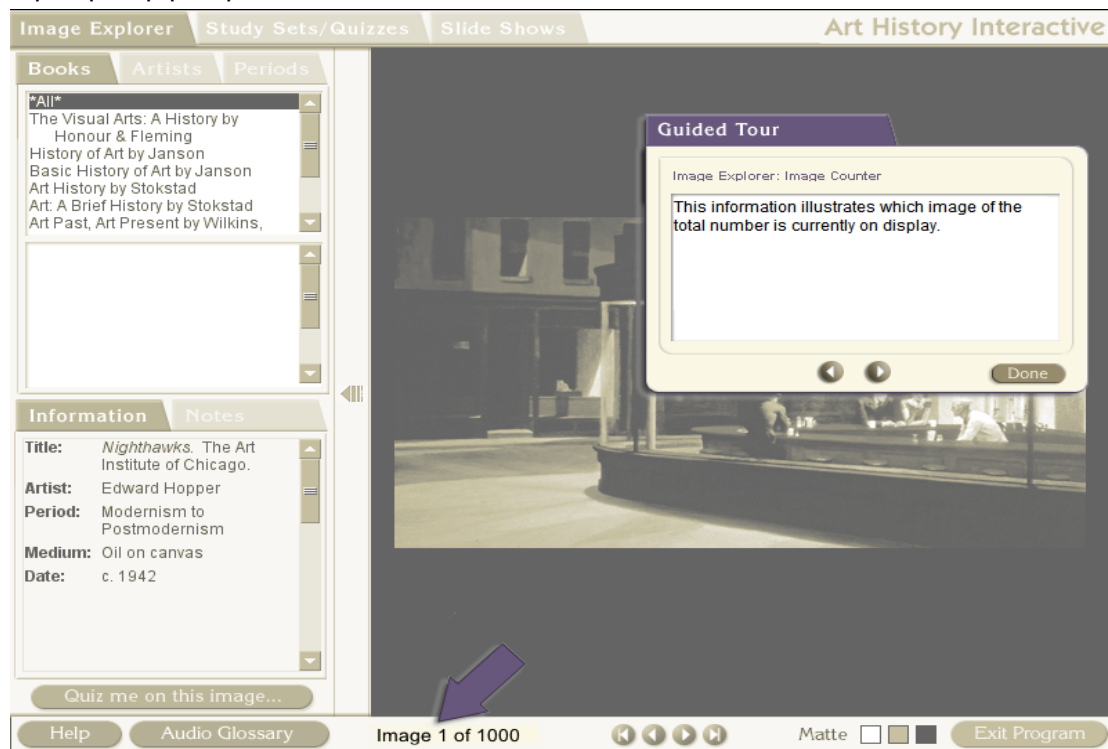 Image Explorer Study Sets/Quizzes Slide Shows Art History Interactive
Books Artists Periods
*All*
The Visual Arts: A History by
Honour & Fleming
History of Art by Janson
Basic History of Art by Janson
Art History by Stokstad
Art: A Brief History by Stokstad
Art Past, Art Present by Wilkins,
Guided Tour
Image Explorer: Image Counter
This information illustrates which image of the
total number is currently on display.
Done
Information Notes
Title: Nighthawks. The Art
Institute of Chicago.
Artist: Edward Hopper
Period: Modernism to
Postmodernism
Medium: Oil on canvas
Date: c. 1942
Quiz me on this image...
Help Audio Glossary Image 1 of 1000 Matte Exit Program